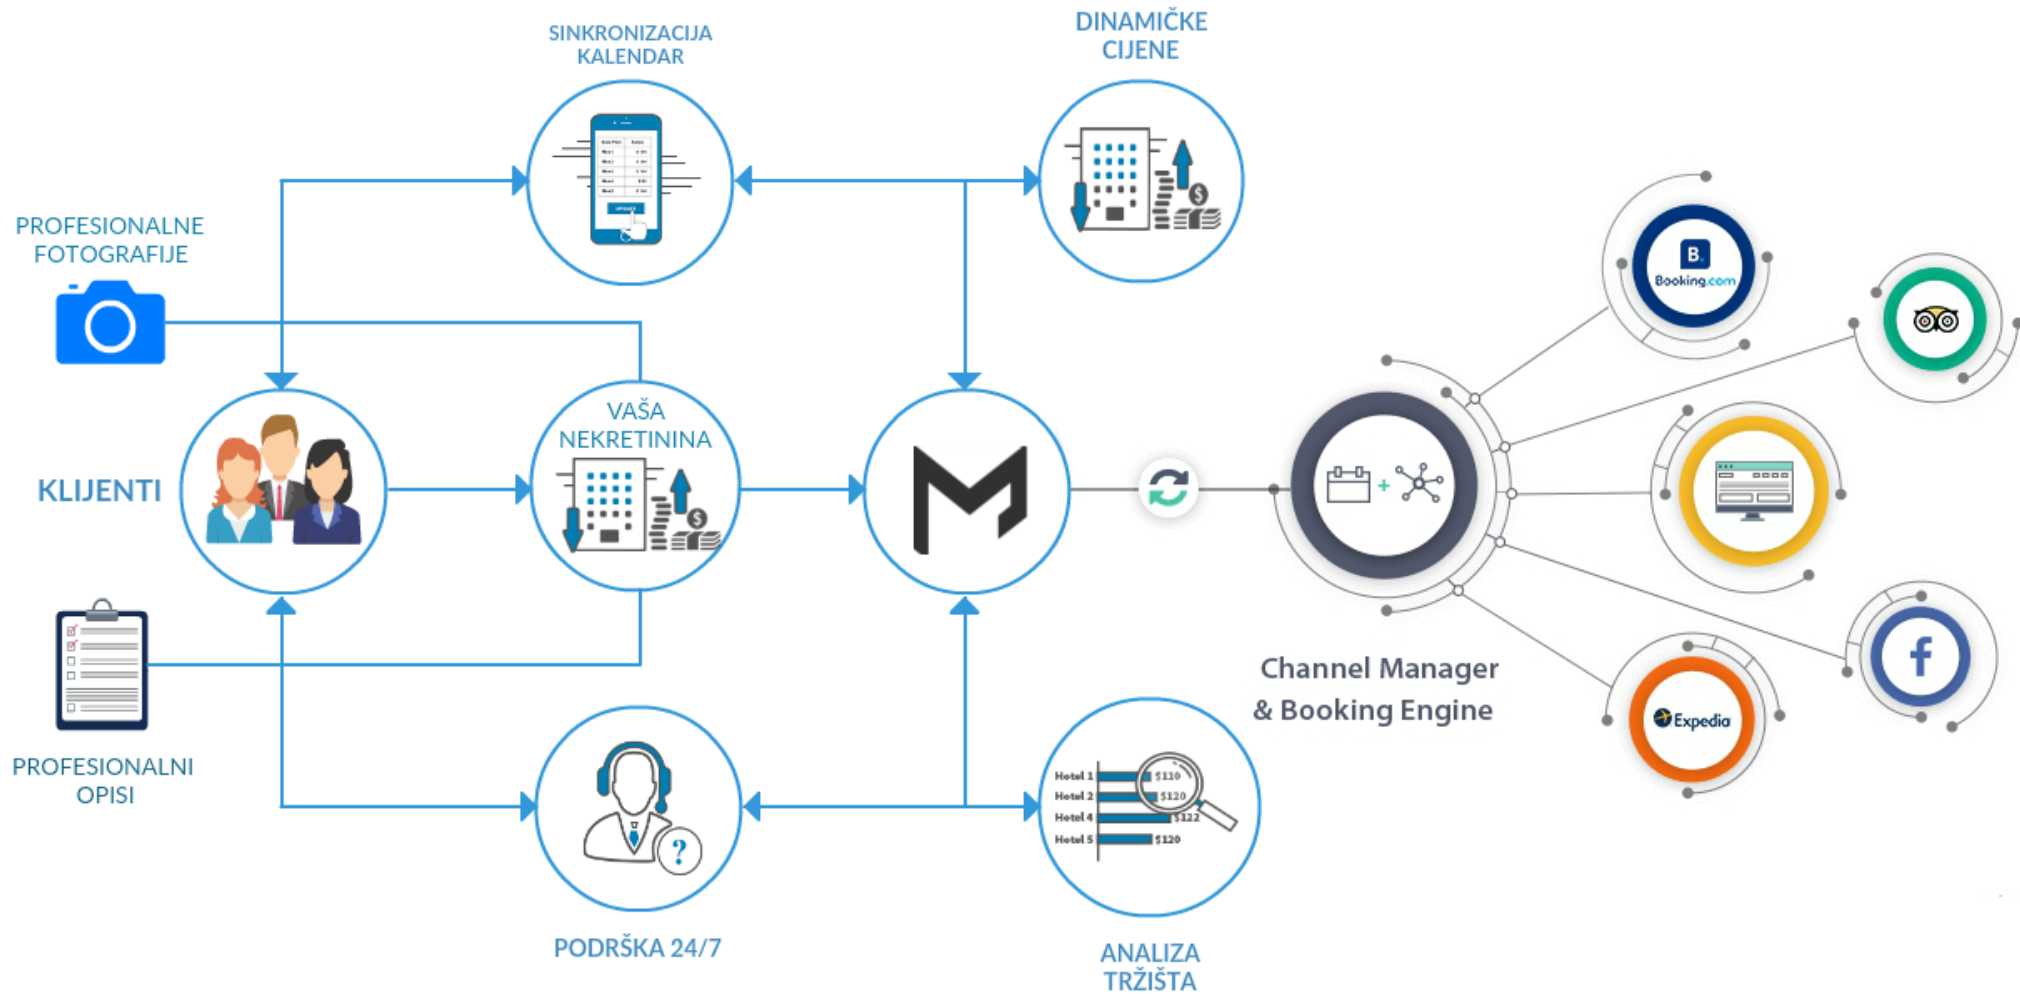 SINKRONIZACIJA
KALENDAR
DINAMIČKE
CIJENE
PROFESIONALNE
FOTOGRAFIJE
B.
Booking.com
VAŠA
NEKRETININA
KLIJENTI
Channel Manager
& Booking Engine
Expedia
PROFESIONALNI
OPISI
Hotel 1 $110
Hotel 2 $120
Hotel 4 $122
Hotel 5 $120
PODRŠKA 24/7
ANALIZA
TRŽIŠTA